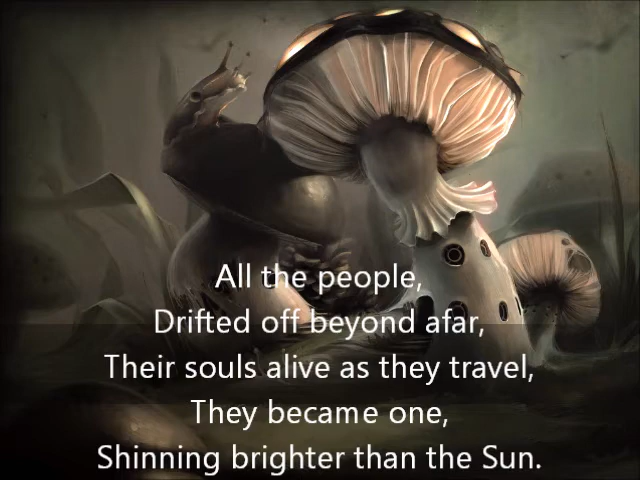 All the people,
Drifted off beyond afar,
Their souls alive as they travel,
They became one,
Shinning brighter than the Sun.